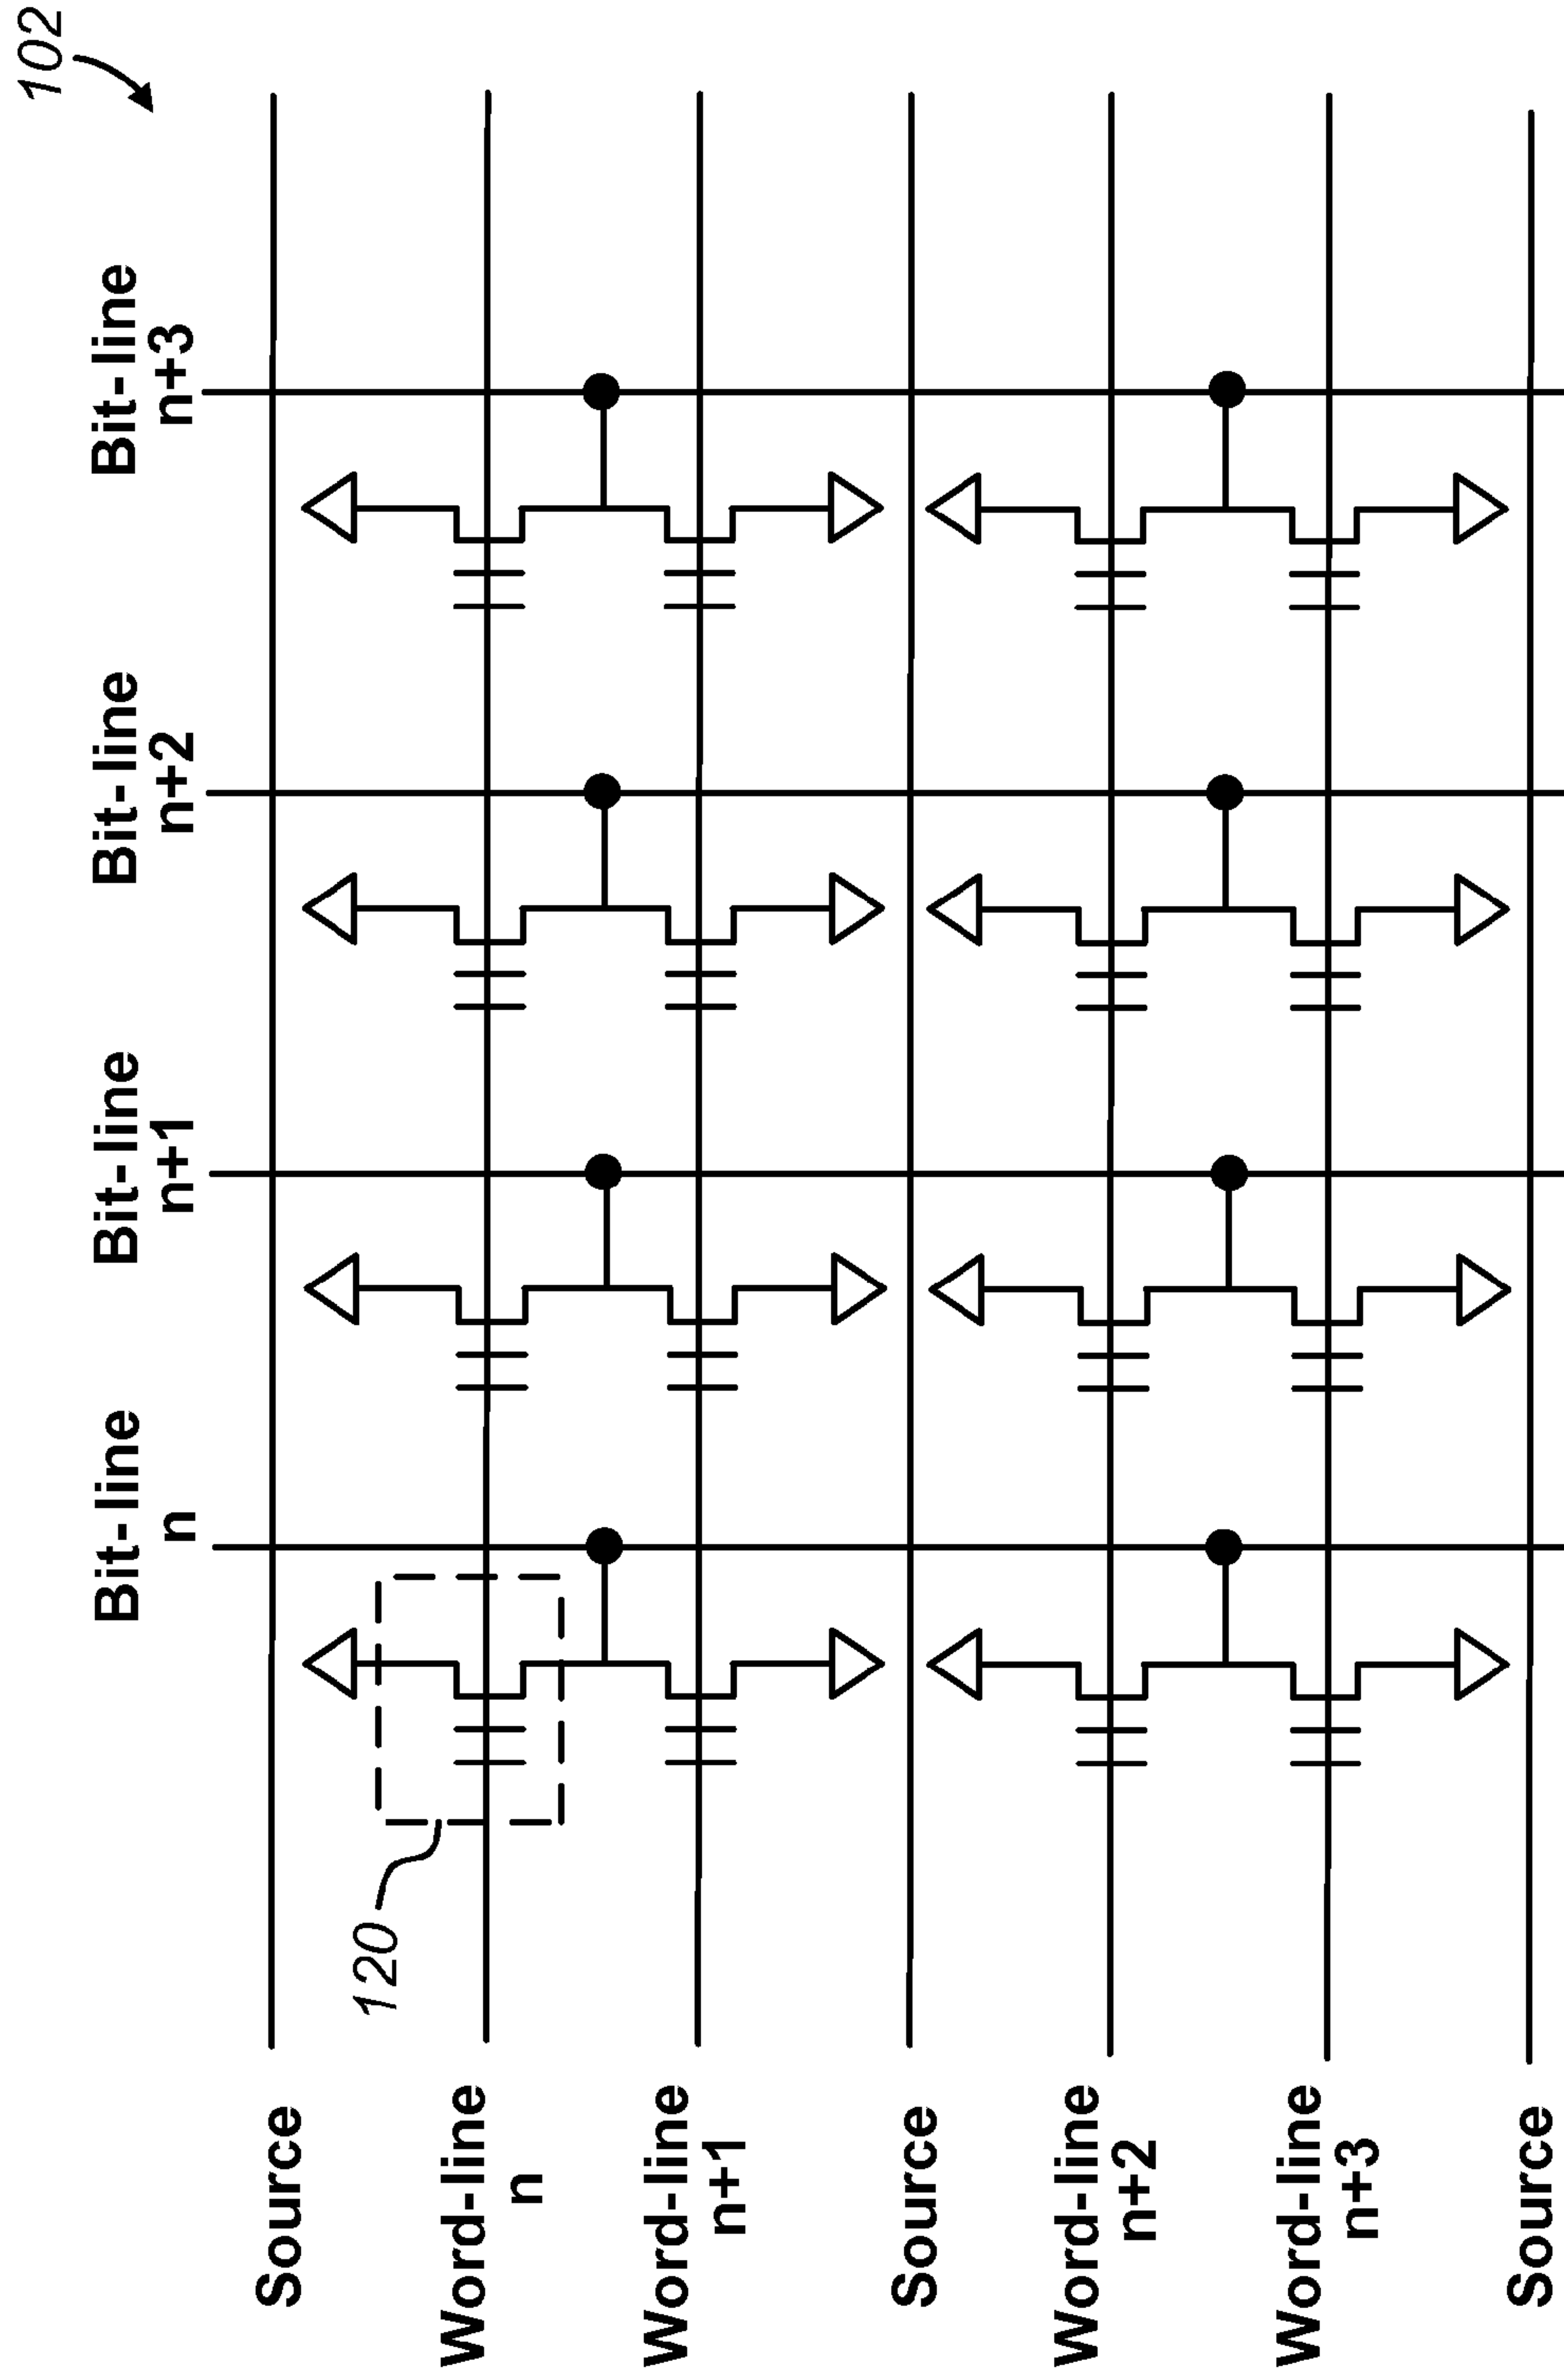 102
Bit-line
n
Bit-line
n+1
Bit-line
n+2
Bit-line
n+3
120
Source
Word-line
n
Word-line
n+1
Source
Word-line
n+2
Word-line
n+3
Source